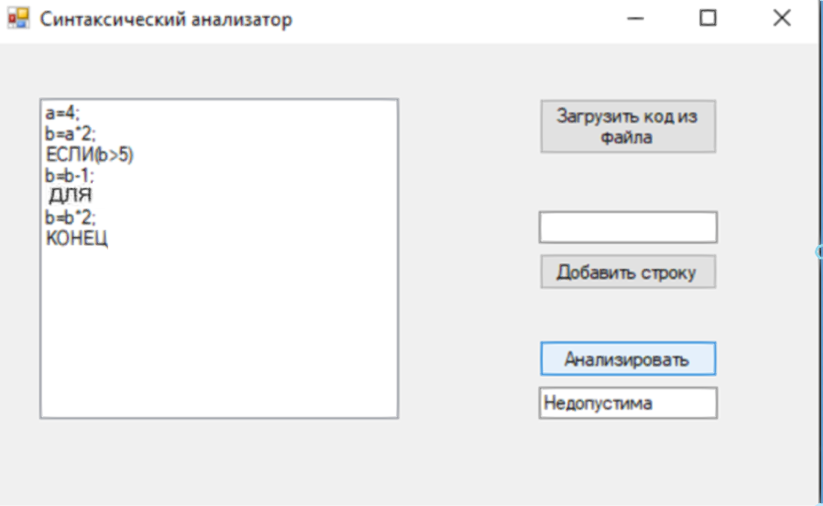 Синтаксический анализатор
a=4;
b=a*2;
ЕСЛИ(b>5)
b=b-1;
ДЛЯ
b=b*2;
КОНЕЦ
Загрузить код из
файла
Добавить строку
Анализировать
Недопустима